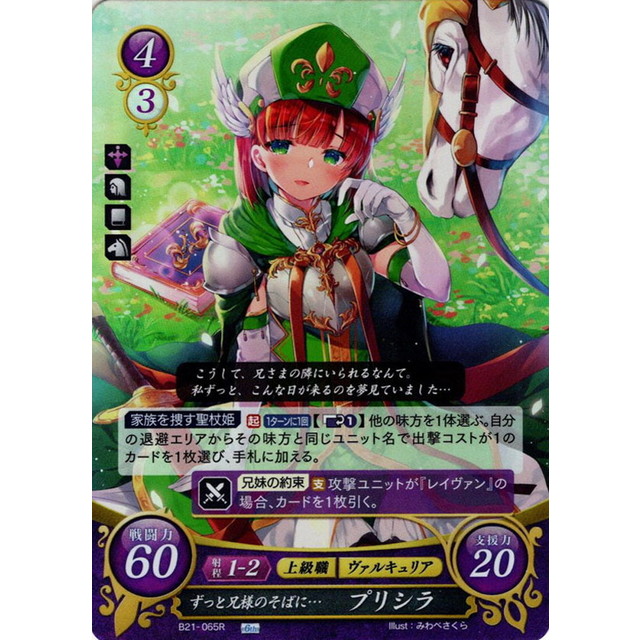 4
3
こうして、兄さまの隣にいられるなんて。
私ずっと、こんな日が来るのを夢見ていました…
家族を捜す聖杖姫 起 1ターンに1回【 1】他の味方を1体選ぶ。自分
の退避エリアからその味方と同じユニット名で出撃コストが1の
カードを1枚選び、手札に加える。
兄妹の約束 支 攻撃ユニットが『レイヴァン』の
場合、カードを1枚引く。
戦闘力
60
射程 1-2 上級職 ヴァルキュリア
支援力
20
ずっと兄様のそばに… プリシラ
B21-065R
Illust:みわべさくら